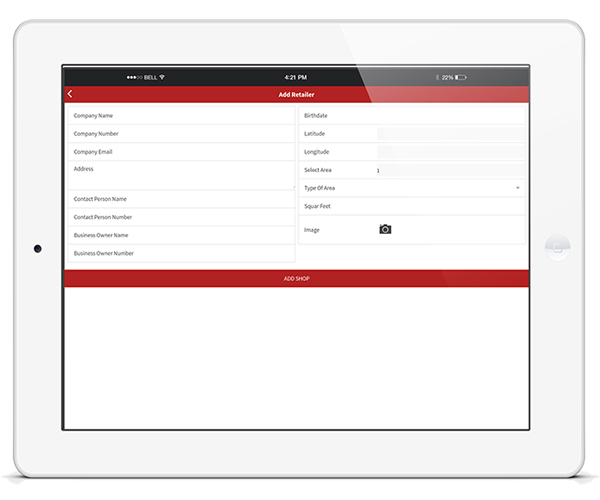 BELL 4:21 PM 22%
Add Retailer
Company Name
Company Number
Company Email
Address
Contact Person Name
Contact Person Number
Business Owner Name
Business Owner Number
Birthdate
Latitude
Longitude
Select Area 1
Type Of Area
Squar Feet
Image
ADD SHOP